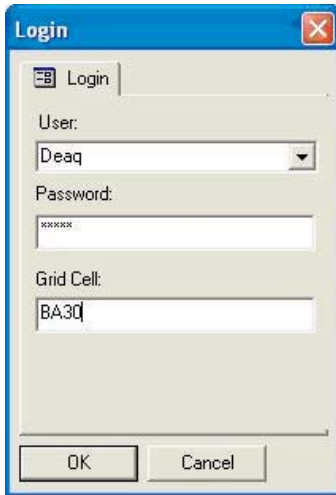 Login
Login
User:
Deaq
Password:
*****
Grid Cell:
BA30
OK
Cancel